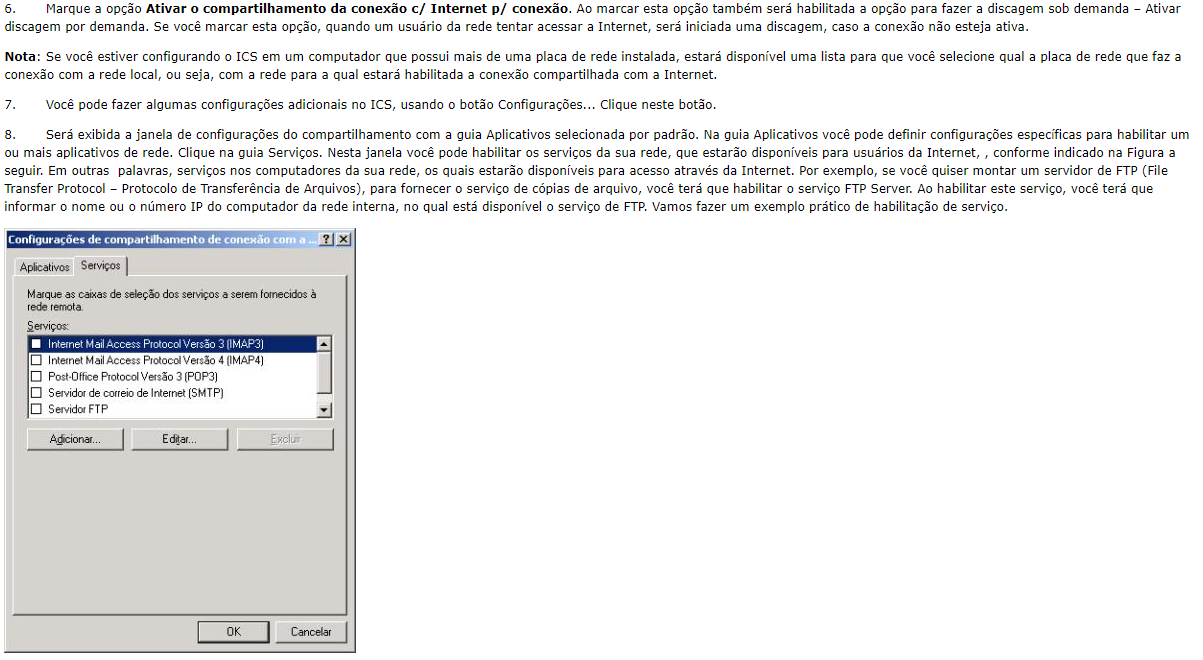 6. Marque a opção Ativar o compartilhamento da conexão c/ Internet p/ conexão. Ao marcar esta opção também será habilitada a opção para fazer a discagem sob demanda – Ativar
discagem por demanda. Se você marcar esta opção, quando um usuário da rede tentar acessar a Internet, será iniciada uma discagem, caso a conexão não esteja ativa.
Nota: Se você estiver configurando o ICS em um computador que possui mais de uma placa de rede instalada, estará disponível uma lista para que você selecione qual a placa de rede que faz a
conexão com a rede local, ou seja, com a rede para a qual estará habilitada a conexão compartilhada com a Internet.
7. Você pode fazer algumas configurações adicionais no ICS, usando o botão Configurações... Clique neste botão.
8. Será exibida a janela de configurações do compartilhamento com a guia Aplicativos selecionada por padrão. Na guia Aplicativos você pode definir configurações específicas para habilitar um
ou mais aplicativos de rede. Clique na guia Serviços. Nesta janela você pode habilitar os serviços da sua rede, que estarão disponíveis para usuários da Internet, , conforme indicado na Figura a
seguir. Em outras palavras, serviços nos computadores da sua rede, os quais estarão disponíveis para acesso através da Internet. Por exemplo, se você quiser montar um servidor de FTP (File
Transfer Protocol – Protocolo de Transferência de Arquivos), para fornecer o serviço de cópias de arquivo, você terá que habilitar o serviço FTP Server. Ao habilitar este serviço, você terá que
informar o nome ou o número IP do computador da rede interna, no qual está disponível o serviço de FTP. Vamos fazer um exemplo prático de habilitação de serviço.
Configurações de compartilhamento de conexão com a ...
Aplicativos Serviços
Marque as caixas de seleção dos serviços a serem fornecidos à
rede remota.
Serviços:
Internet Mail Access Protocol Versão 3 (IMAP3)
Internet Mail Access Protocol Versão 4 (IMAP4)
Post-Office Protocol Versão 3 (POP3)
Servidor de correio de Internet (SMTP)
Servidor FTP
Adicionar... Editar... Excluir
OK Cancelar